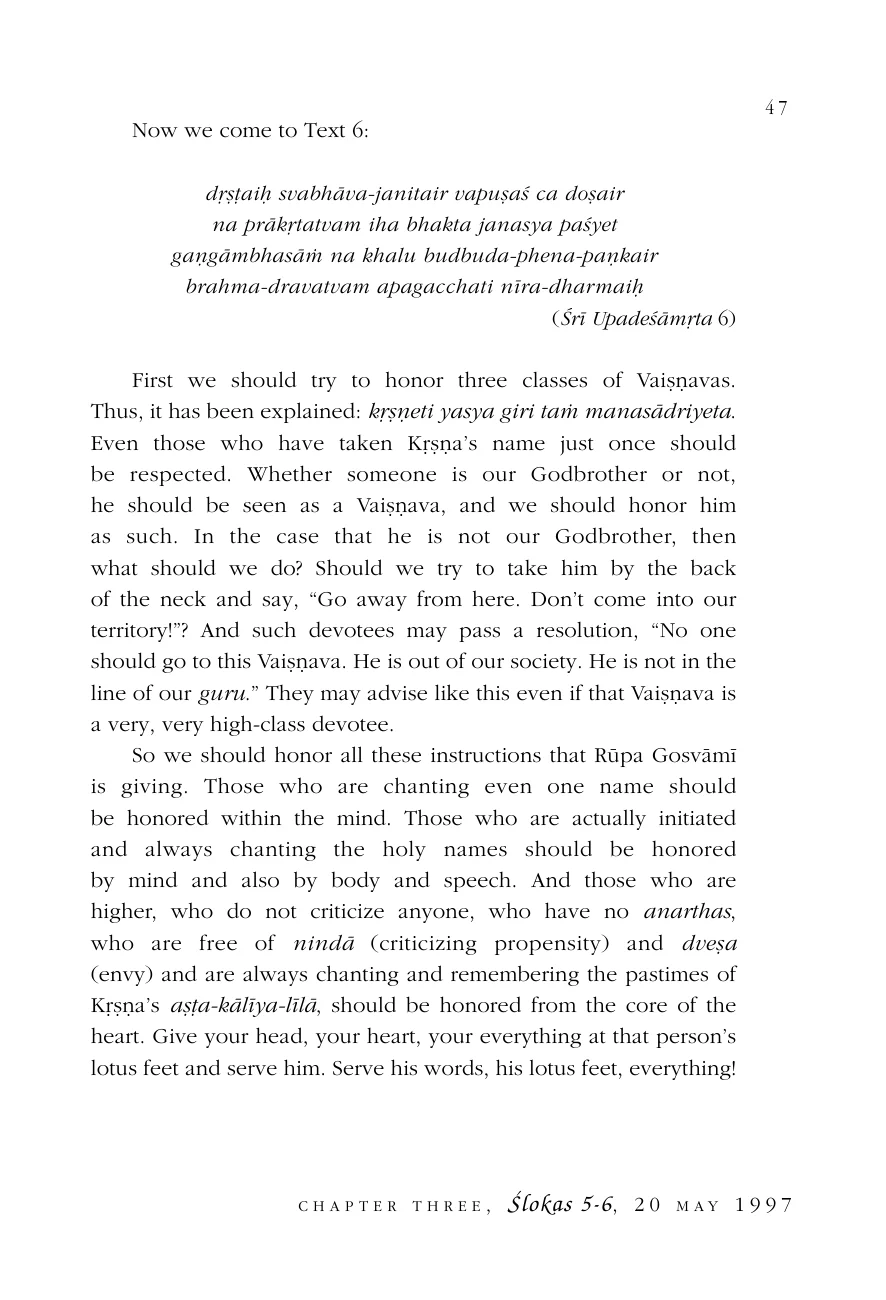 47
Now we come to Text 6:
dṛṣṭaiḥ svabhāva-janitair vapuṣaś ca doṣair
na prākṛtatvam iha bhakta janasya paśyet
gaṇgāmbhasāṁ na khalu budbuda-phena-paṇkair
brahma-dravatvam apagacchati nīra-dharmaiḥ
(Śrī Upadeśāmṛta 6)
First we should try to honor three classes of Vaiṣṇavas.
Thus, it has been explained: kṛṣṇeti yasya giri taṁ manasādriyeta.
Even those who have taken Kṛṣṇa’s name just once should
be respected. Whether someone is our Godbrother or not,
he should be seen as a Vaiṣṇava, and we should honor him
as such. In the case that he is not our Godbrother, then
what should we do? Should we try to take him by the back
of the neck and say, “Go away from here. Don’t come into our
territory!”? And such devotees may pass a resolution, “No one
should go to this Vaiṣṇava. He is out of our society. He is not in the
line of our guru.” They may advise like this even if that Vaiṣṇava is
a very, very high-class devotee.
So we should honor all these instructions that Rūpa Gosvāmī
is giving. Those who are chanting even one name should
be honored within the mind. Those who are actually initiated
and always chanting the holy names should be honored
by mind and also by body and speech. And those who are
higher, who do not criticize anyone, who have no anarthas,
who are free of nindā (criticizing propensity) and dveṣa
(envy) and are always chanting and remembering the pastimes of
Kṛṣṇa’s aṣṭa-kālīya-līlā, should be honored from the core of the
heart. Give your head, your heart, your everything at that person’s
lotus feet and serve him. Serve his words, his lotus feet, everything!
CHAPTER THREE, Ślokas 5-6, 20 MAY 1997